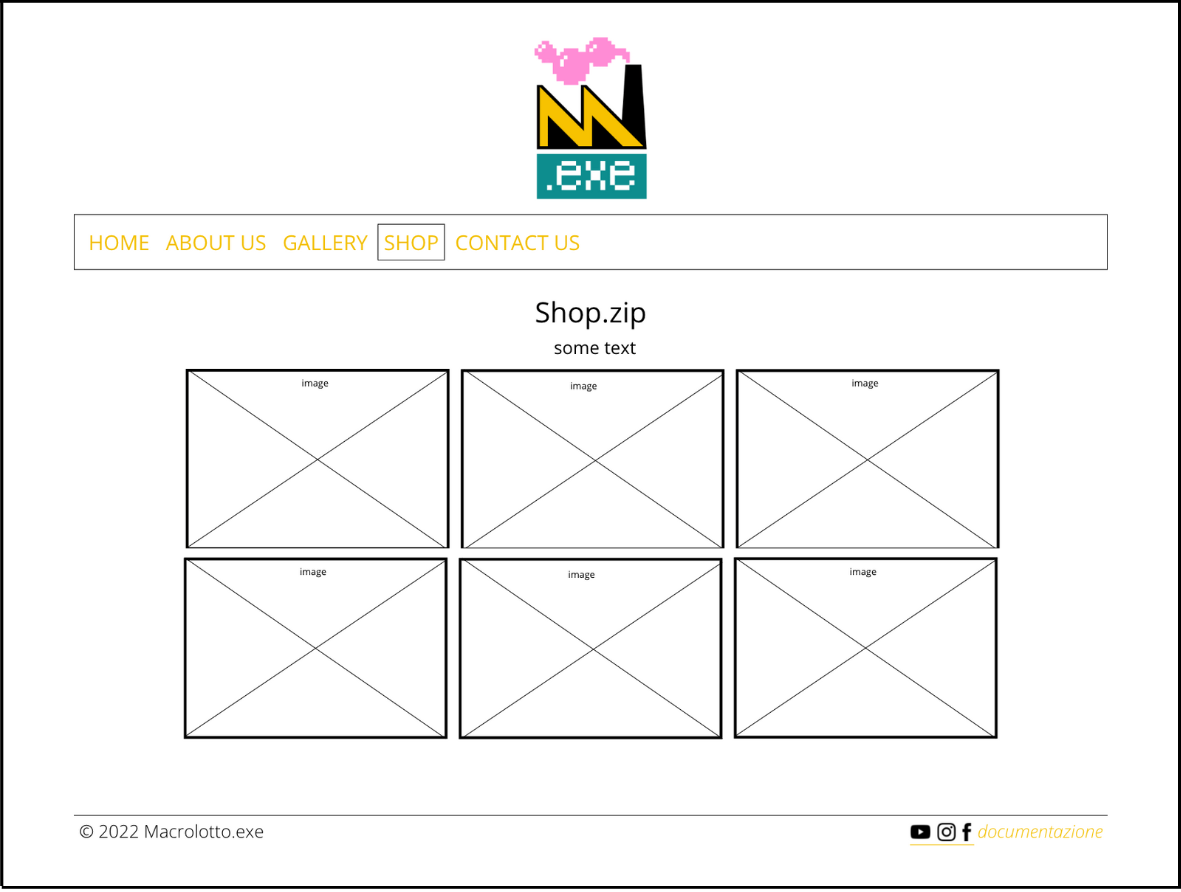 .exe
HOME ABOUT US GALLERY SHOP CONTACT US
Shop.zip
some text
image image image
image image image
© 2022 Macrolotto.exe documentazione